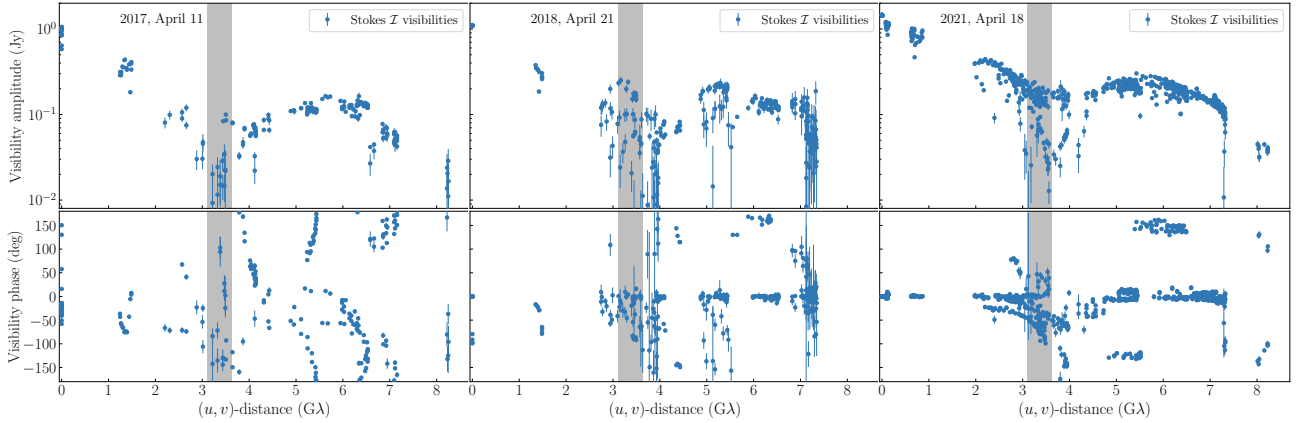 2017, April 11
Stokes I visibilities
2018, April 21
Stokes I visibilities
2021, April 18
Stokes I visibilities
Visibility amplitude (Jy)
10⁰
10⁻¹
10⁻²
Visibility phase (deg)
150
100
50
0
−50
−100
−150
0 1 2 3 4 5 6 7 8
0 1 2 3 4 5 6 7 8
0 1 2 3 4 5 6 7 8
(u, v)-distance (Gλ)
(u, v)-distance (Gλ)
(u, v)-distance (Gλ)